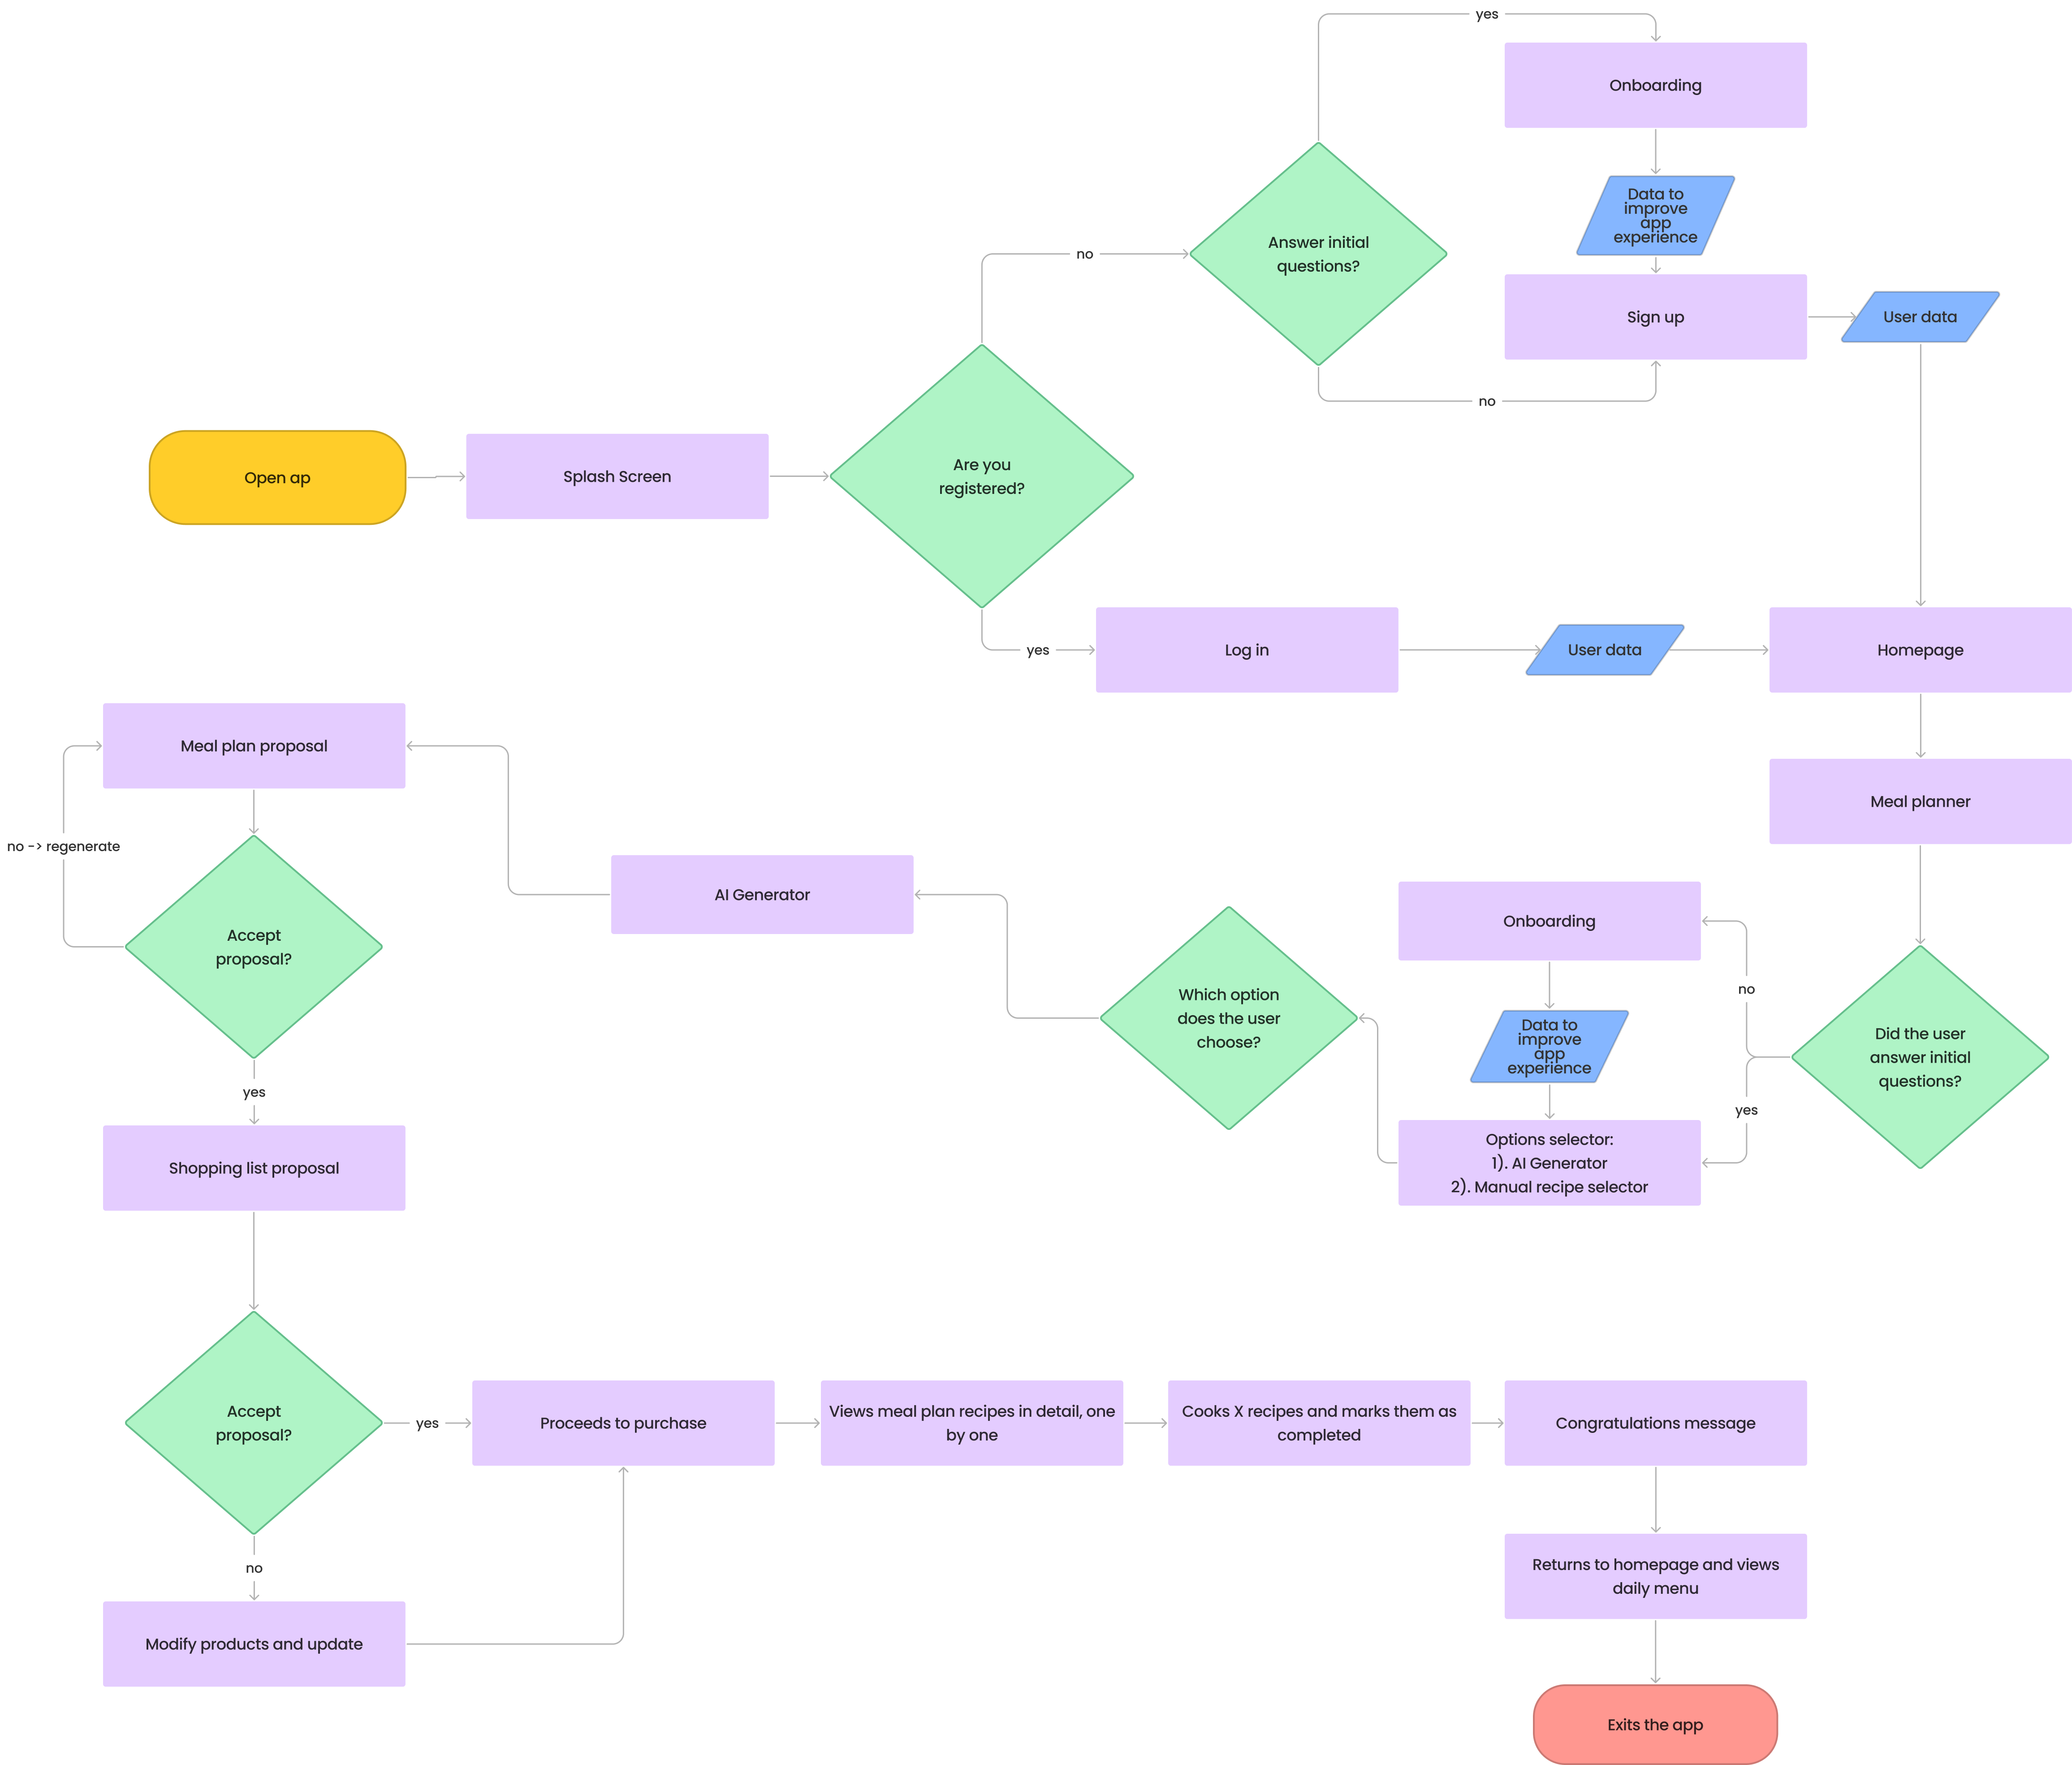 yes
Onboarding
Data to
improve
app
experience
Answer initial
questions?
no
Sign up
User data
no
Open ap
Splash Screen
Are you
registered?
yes
Log in
User data
Homepage
Meal planner
Did the user
answer initial
questions?
no
yes
Onboarding
Data to
improve
app
experience
Options selector:
1). AI Generator
2). Manual recipe selector
Which option
does the user
choose?
AI Generator
Meal plan proposal
no -> regenerate
Accept
proposal?
yes
Shopping list proposal
Accept
proposal?
yes
no
Modify products and update
Proceeds to purchase
Views meal plan recipes in detail, one
by one
Cooks X recipes and marks them as
completed
Congratulations message
Returns to homepage and views
daily menu
Exits the app